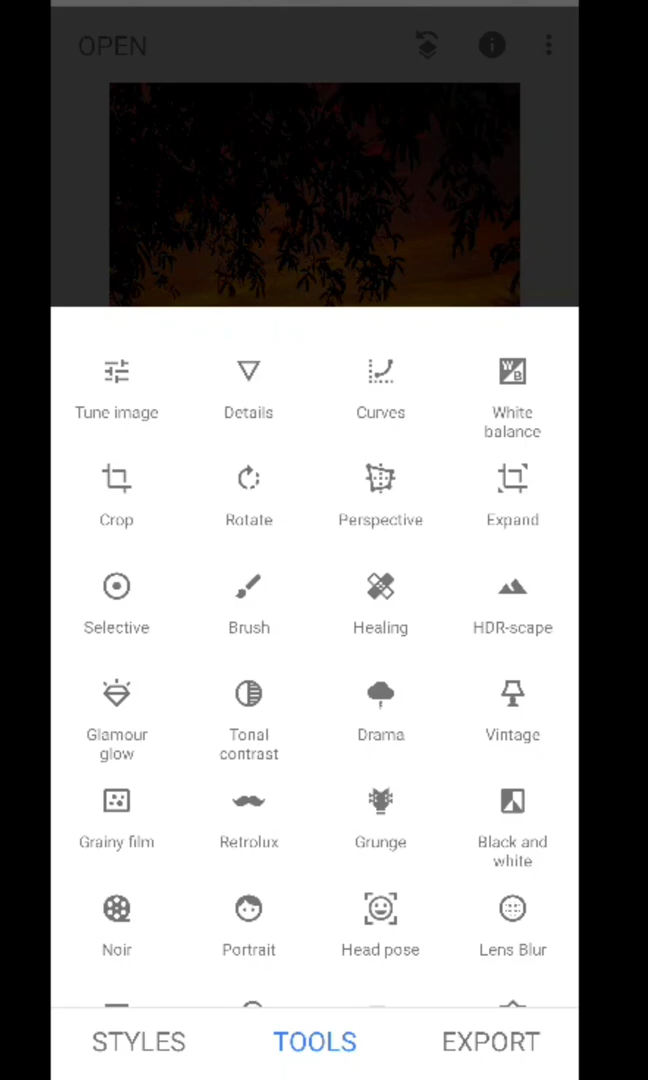 OPEN
Tune image
Details
Curves
White
balance
Crop
Rotate
Perspective
Expand
Selective
Brush
Healing
HDR-scape
Glamour
glow
Tonal
contrast
Drama
Vintage
Grainy film
Retrolux
Grunge
Black and
white
Noir
Portrait
Head pose
Lens Blur
STYLES
TOOLS
EXPORT